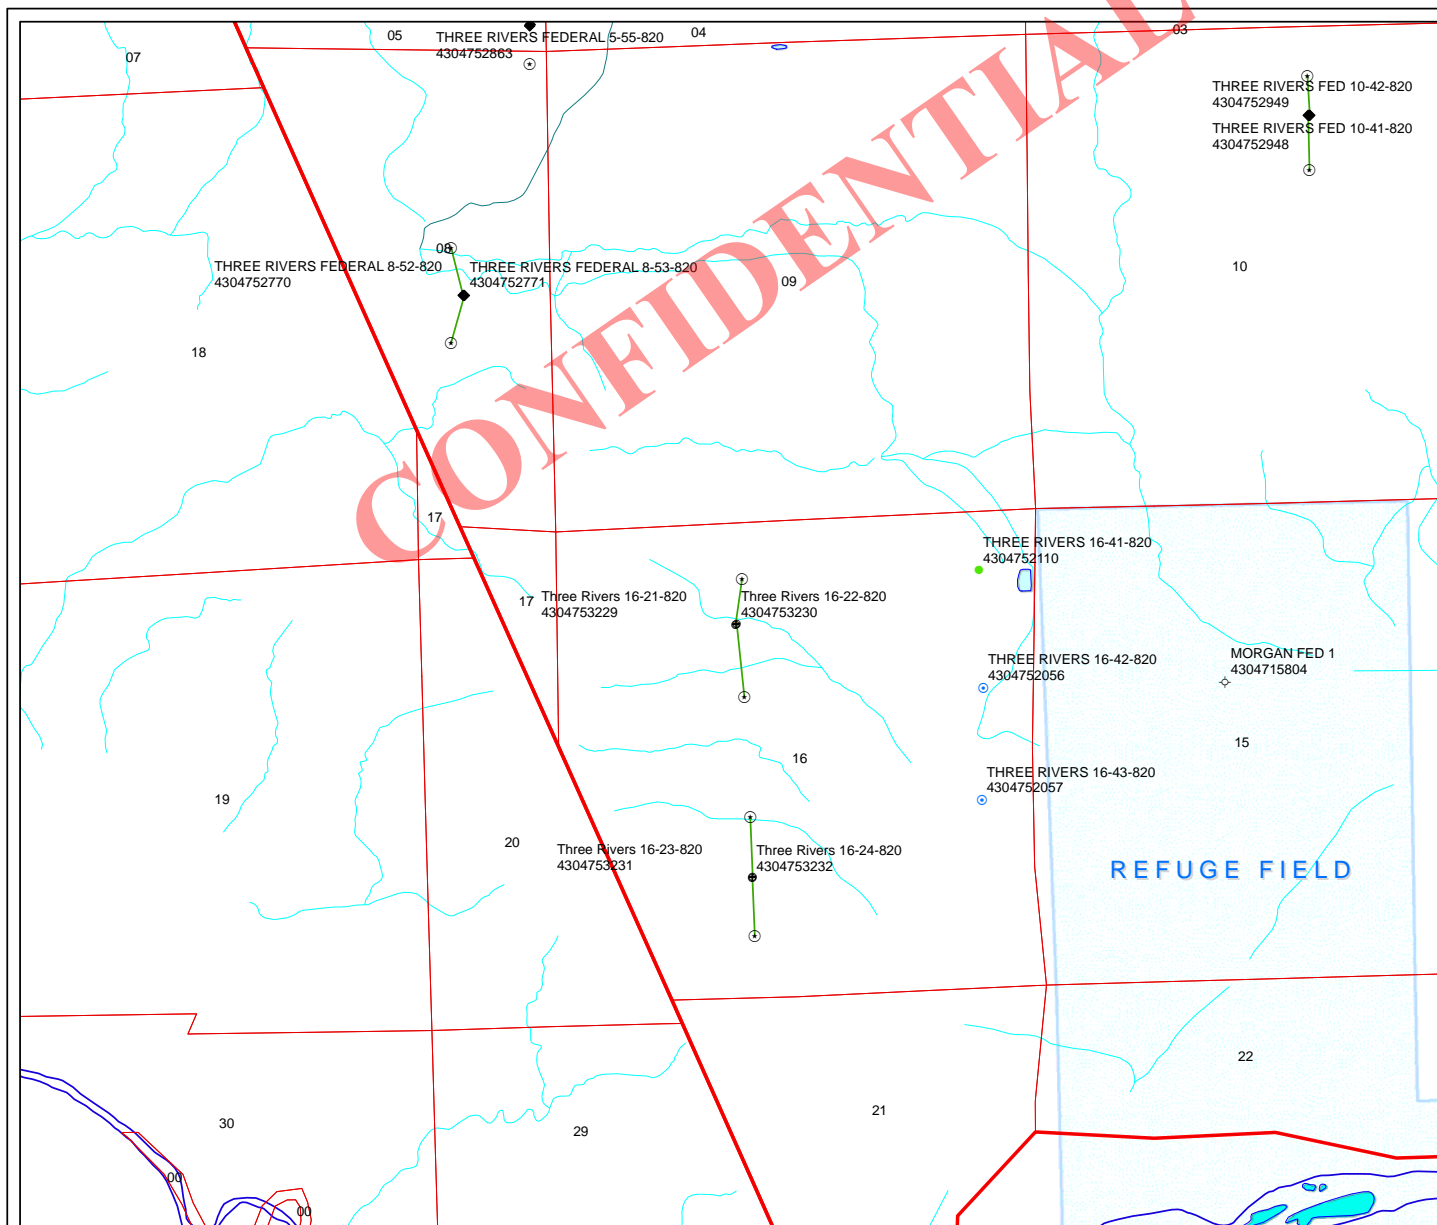 05
04
03
THREE RIVERS FEDERAL 5-55-820
4304752863
07
THREE RIVERS FED 10-42-820
4304752949
THREE RIVERS FED 10-41-820
4304752948
CONFIDENTIAL
08
THREE RIVERS FEDERAL 8-52-820
4304752770
THREE RIVERS FEDERAL 8-53-820
4304752771
09
10
18
17
THREE RIVERS 16-41-820
4304752110
17
Three Rivers 16-21-820
4304753229
Three Rivers 16-22-820
4304753230
THREE RIVERS 16-42-820
4304752056
MORGAN FED 1
4304715804
15
16
THREE RIVERS 16-43-820
4304752057
19
20
Three Rivers 16-23-820
4304753231
Three Rivers 16-24-820
4304753232
REFUGE FIELD
22
21
30
29
00
00